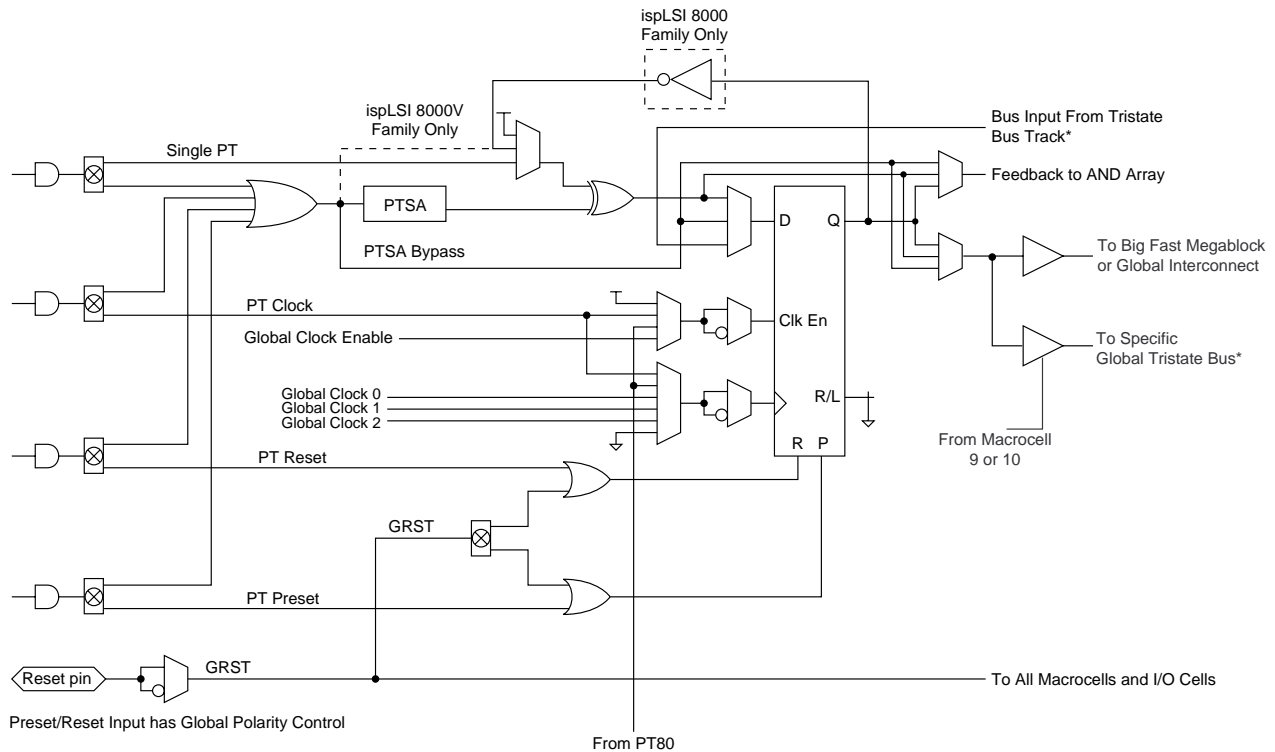 ispLSI 8000
Family Only
ispLSI 8000V
Family Only
Bus Input From Tristate
Bus Track*
Single PT
Feedback to AND Array
PTSA
D
Q
PTSA Bypass
To Big Fast Megablock
or Global Interconnect
PT Clock
Clk En
Global Clock Enable
To Specific
Global Tristate Bus*
Global Clock 0
Global Clock 1
Global Clock 2
R/L
From Macrocell
9 or 10
R P
PT Reset
GRST
PT Preset
Reset pin
GRST
To All Macrocells and I/O Cells
Preset/Reset Input has Global Polarity Control
From PT80